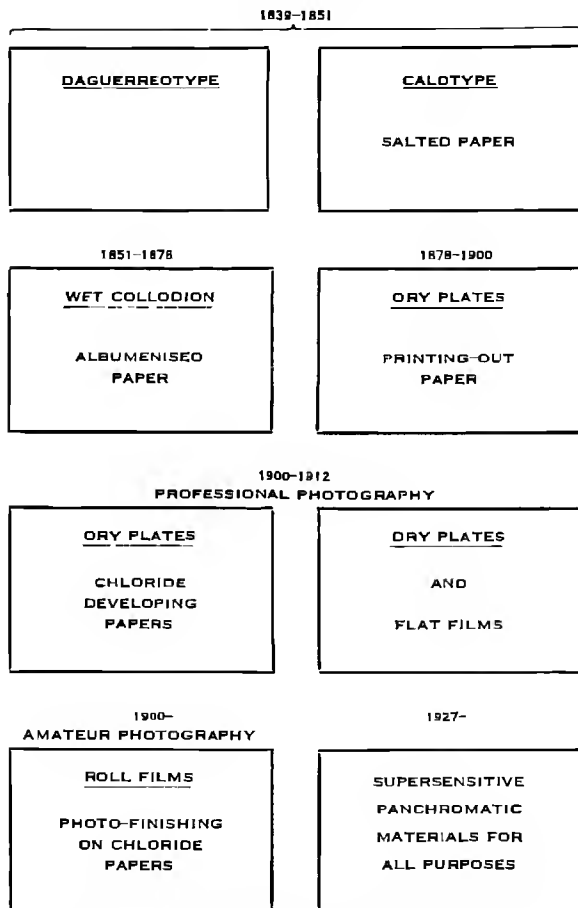 1839-1851
DAGUERREOTYPE
CALOTYPE
SALTED PAPER
1851-1878
WET COLLODION
ALBUMENISED
PAPER
1878-1900
DRY PLATES
PRINTING-OUT
PAPER
1900-1912
PROFESSIONAL PHOTOGRAPHY
DRY PLATES
CHLORIDE
DEVELOPING
PAPERS
DRY PLATES
AND
FLAT FILMS
1900-
AMATEUR PHOTOGRAPHY
ROLL FILMS
PHOTO-FINISHING
ON CHLORIDE
PAPERS
1927-
SUPERSENSITIVE
PANCHROMATIC
MATERIALS FOR
ALL PURPOSES